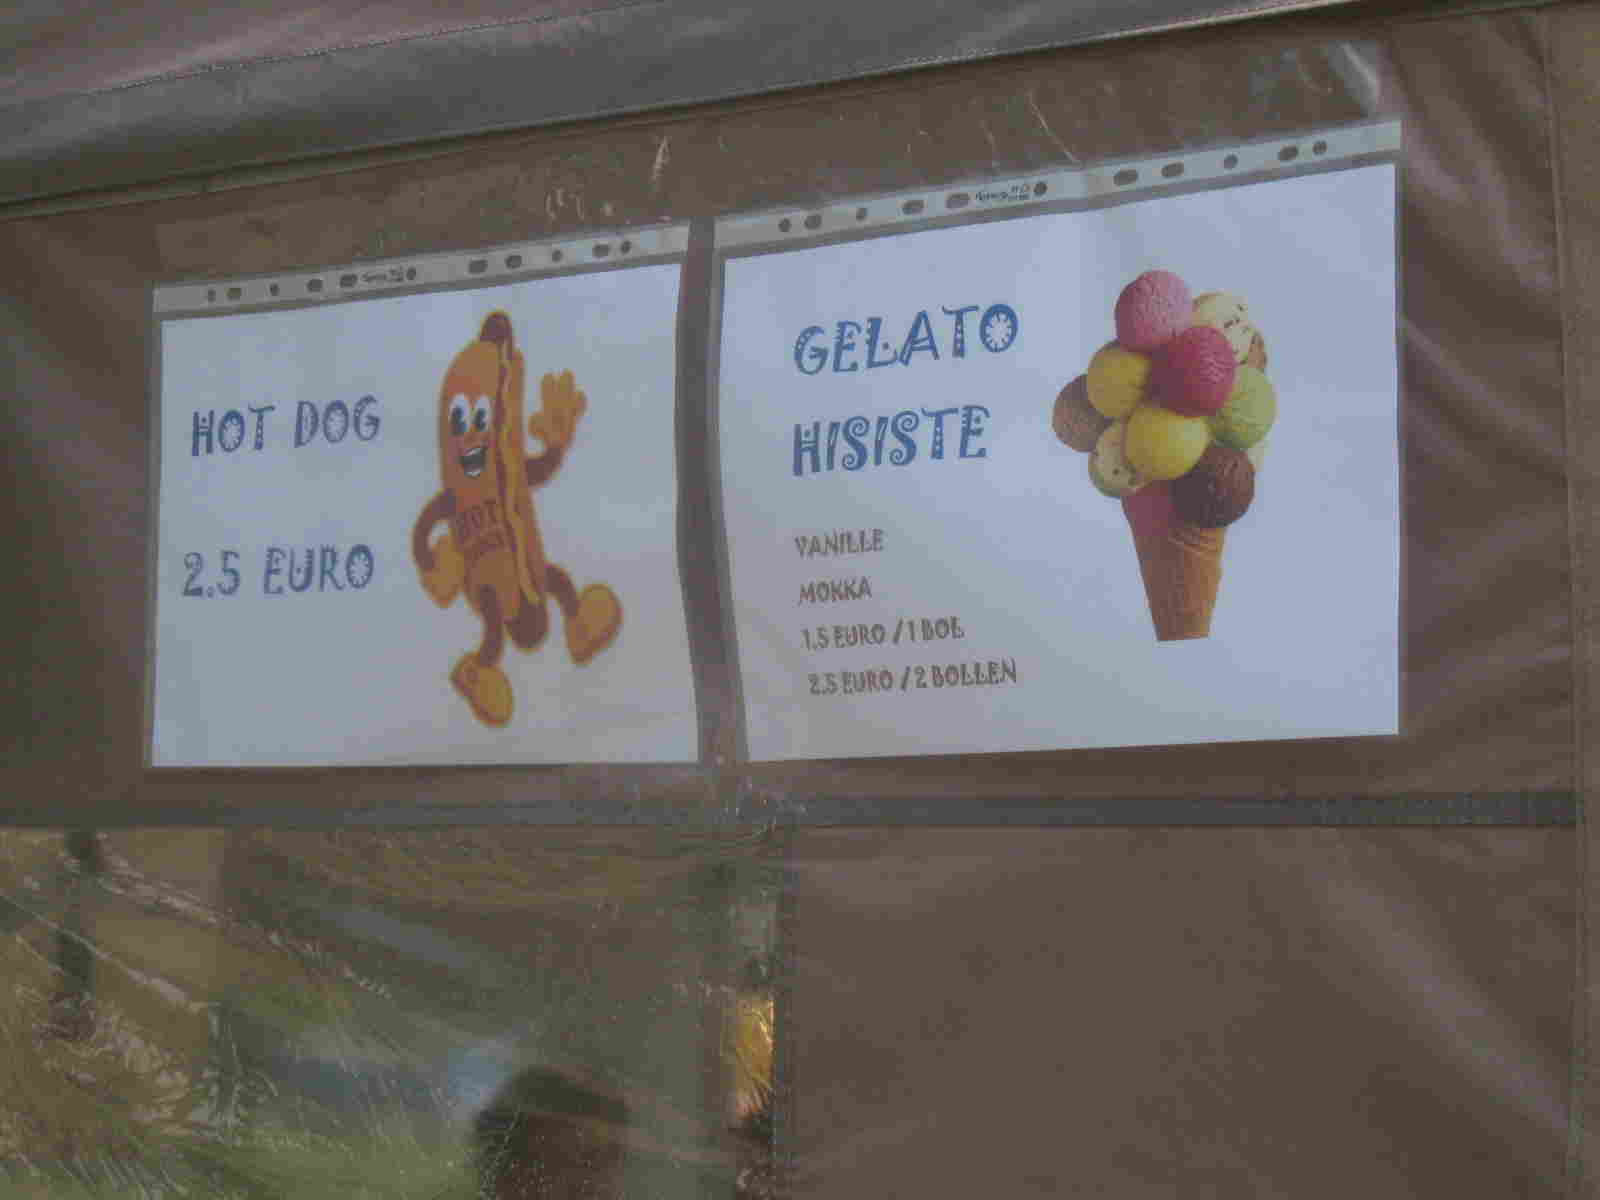 HOT DOG
2.5 EURO
HOT
GELATO
HISISTE
VANILLE
MOKKA
1.5 EURO / 1 BOL
2.5 EURO / 2 BOLLEN